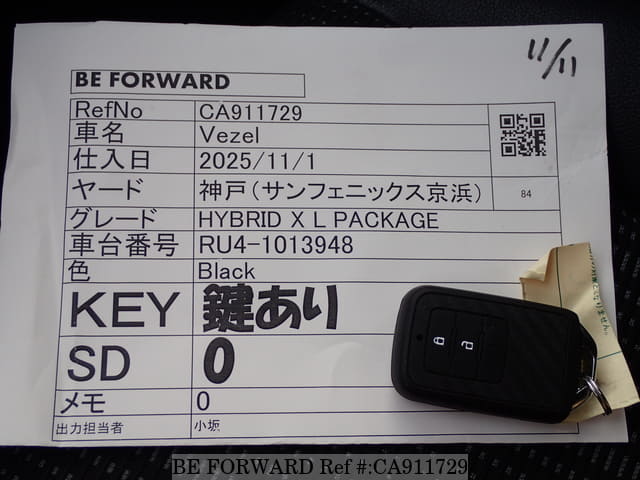 11/11
BE FORWARD
RefNo CA911729
車名 Vezel
仕入日 2025/11/1
ヤード 神戸(サンフェニックス京浜) 84
グレード HYBRID X L PACKAGE
車台番号 RU4-1013948
色 Black
KEY 鍵あり
SD 0
メモ 0
出力担当者 小坂
BE FORWARD Ref #:CA911729